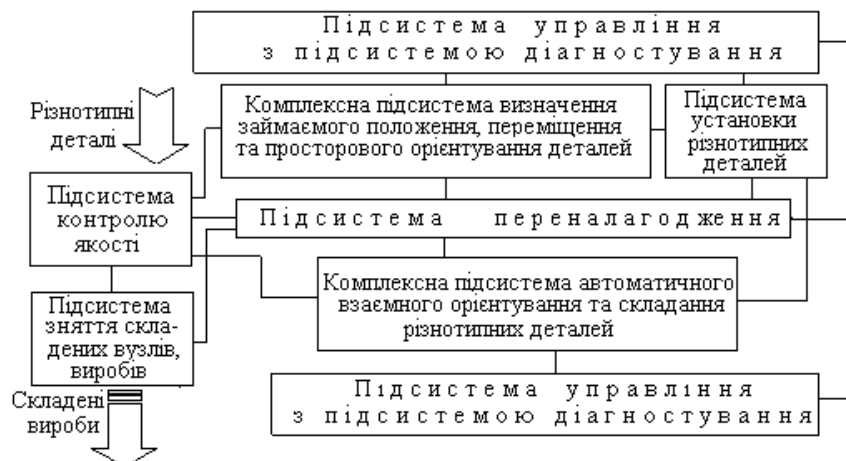 Підсистема управління
з підсистемою діагностування
Різнотипні
деталі
Комплексна підсистема визначення
займаємого положення, переміщення
та просторового орієнтування деталей
Підсистема
установки
різнотипних
деталей
Підсистема
контролю
якості
Підсистема переналагодження
Комплексна підсистема автоматичного
взаємного орієнтування та складання
різнотипних деталей
Підсистема
зняття скла-
дених вузлів,
виробів
Складені
вироби
Підсистема управління
з підсистемою діагностування